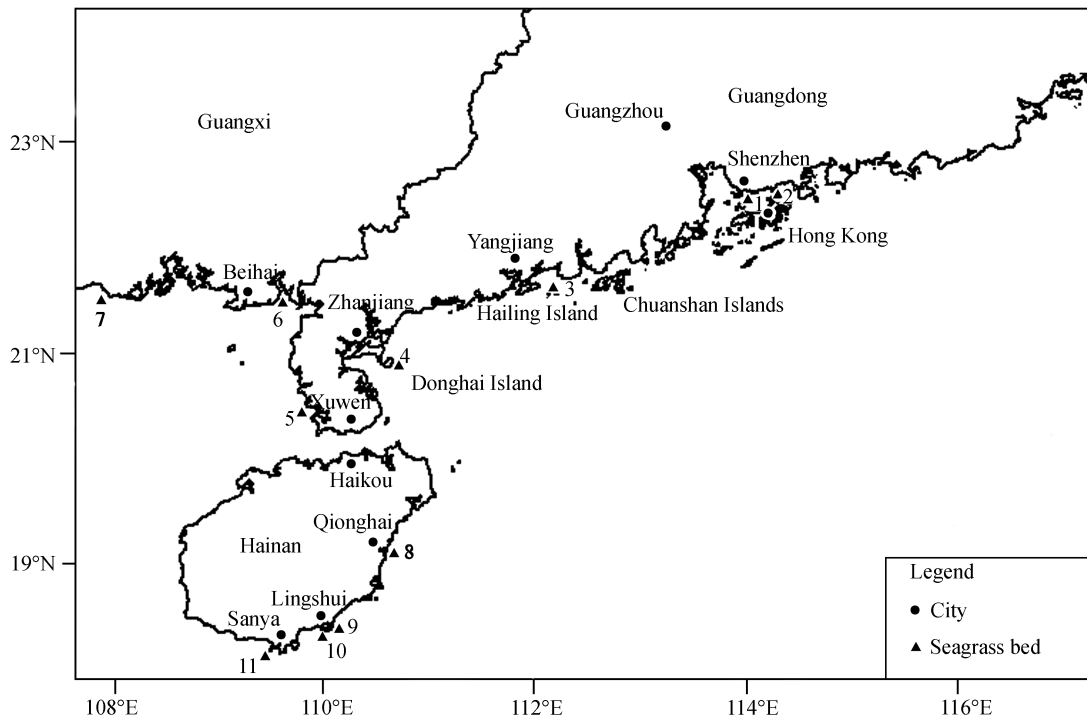 Guangxi
Guangzhou
Guangdong
23°N
Shenzhen
1
2
Hong Kong
Yangjiang
Beihai
Zhanjiang
3
7
6
Hailing Island
Chuanshan Islands
21°N
4
Donghai Island
Xuwen
5
Haikou
Qionghai
Hainan
8
19°N
Lingshui
Sanya
9
10
11
Legend
City
Seagrass bed
108°E
110°E
112°E
114°E
116°E